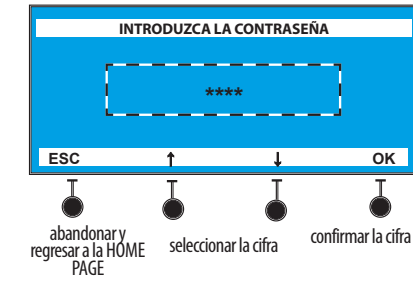 INTRODUZCA LA CONTRASEÑA
****
ESC ↑ ↓ OK
abandonar y
regresar a la HOME
PAGE
seleccionar la cifra
confirmar la cifra